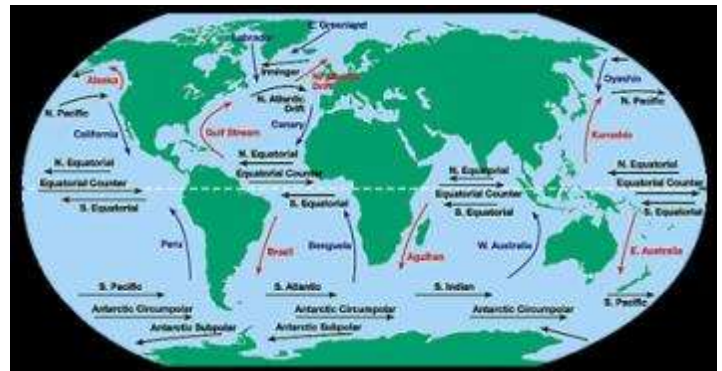 E. Greenland
Labrador
Irminger
Alaska
N. Atlantic
Drift
Oyashio
N. Pacific
N. Pacific
N. Atlantic
Drift
California
Gulf Stream
Canary
Kuroshio
N. Equatorial
N. Equatorial
N. Equatorial
N. Equatorial
Equatorial Counter
Equatorial Counter
Equatorial Counter
Equatorial Counter
S. Equatorial
S. Equatorial
S. Equatorial
S. Equatorial
Peru
Brazil
Benguela
Agulhas
W. Australia
E. Australia
S. Pacific
S. Atlantic
S. Indian
S. Pacific
Antarctic Circumpolar
Antarctic Circumpolar
Antarctic Circumpolar
Antarctic Subpolar
Antarctic Subpolar